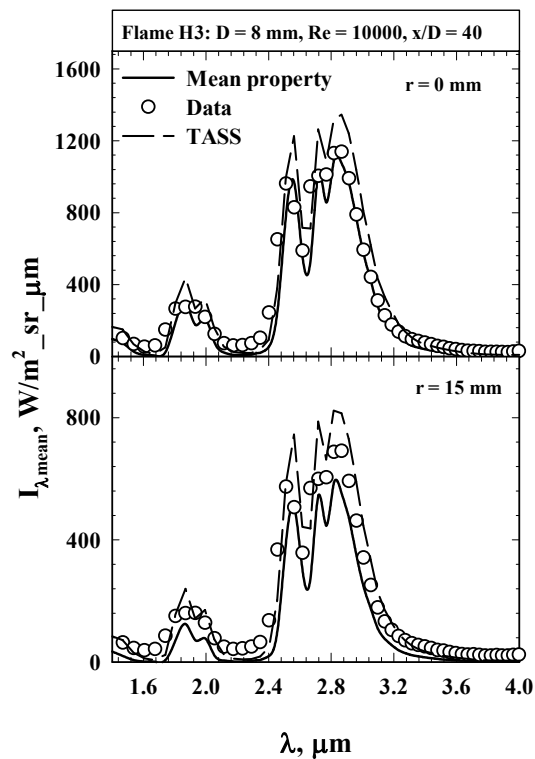 Flame H3: D = 8 mm, Re = 10000, x/D = 40
1600
Mean property
r = 0 mm
Data
TASS
1200
800
400
0
r = 15 mm
800
400
0
1.6 2.0 2.4 2.8 3.2 3.6 4.0
λ, μm
I_λmean, W/m²_sr_μm